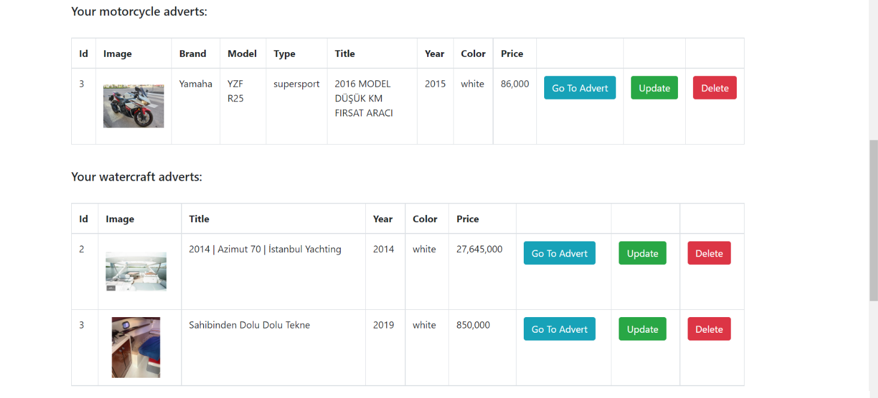 Your motorcycle adverts:
Id Image Brand Model Type Title Year Color Price
3 Yamaha YZF supersport 2016 MODEL 2015 white 86,000 Go To Advert Update Delete
R25 DÜŞÜK KM
FIRSAT ARACI
Your watercraft adverts:
Id Image Title Year Color Price
2 2014 | Azimut 70 | İstanbul Yachting 2014 white 27,645,000 Go To Advert Update Delete
3 Sahibinden Dolu Dolu Tekne 2019 white 850,000 Go To Advert Update Delete